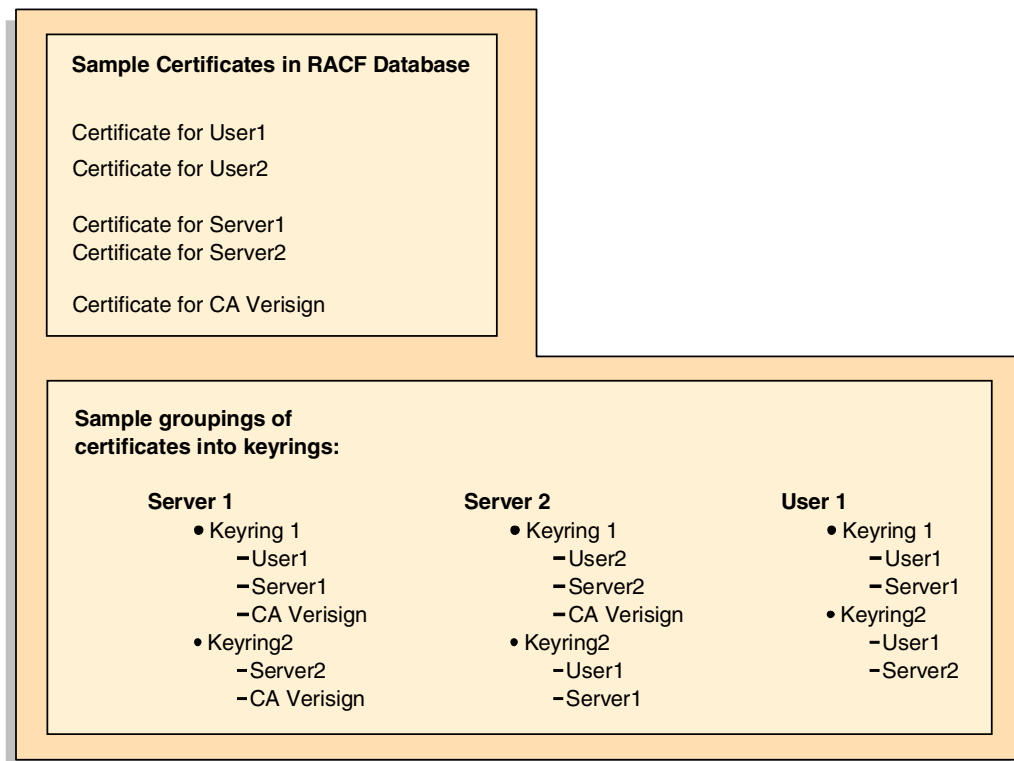 Sample Certificates in RACF Database
Certificate for User1
Certificate for User2
Certificate for Server1
Certificate for Server2
Certificate for CA Verisign
Sample groupings of
certificates into keyrings:
Server 1
• Keyring 1
–User1
–Server1
–CA Verisign
• Keyring2
–Server2
–CA Verisign
Server 2
• Keyring 1
–User2
–Server2
–CA Verisign
• Keyring2
–User1
–Server1
User 1
• Keyring 1
–User1
–Server1
• Keyring2
–User1
–Server2